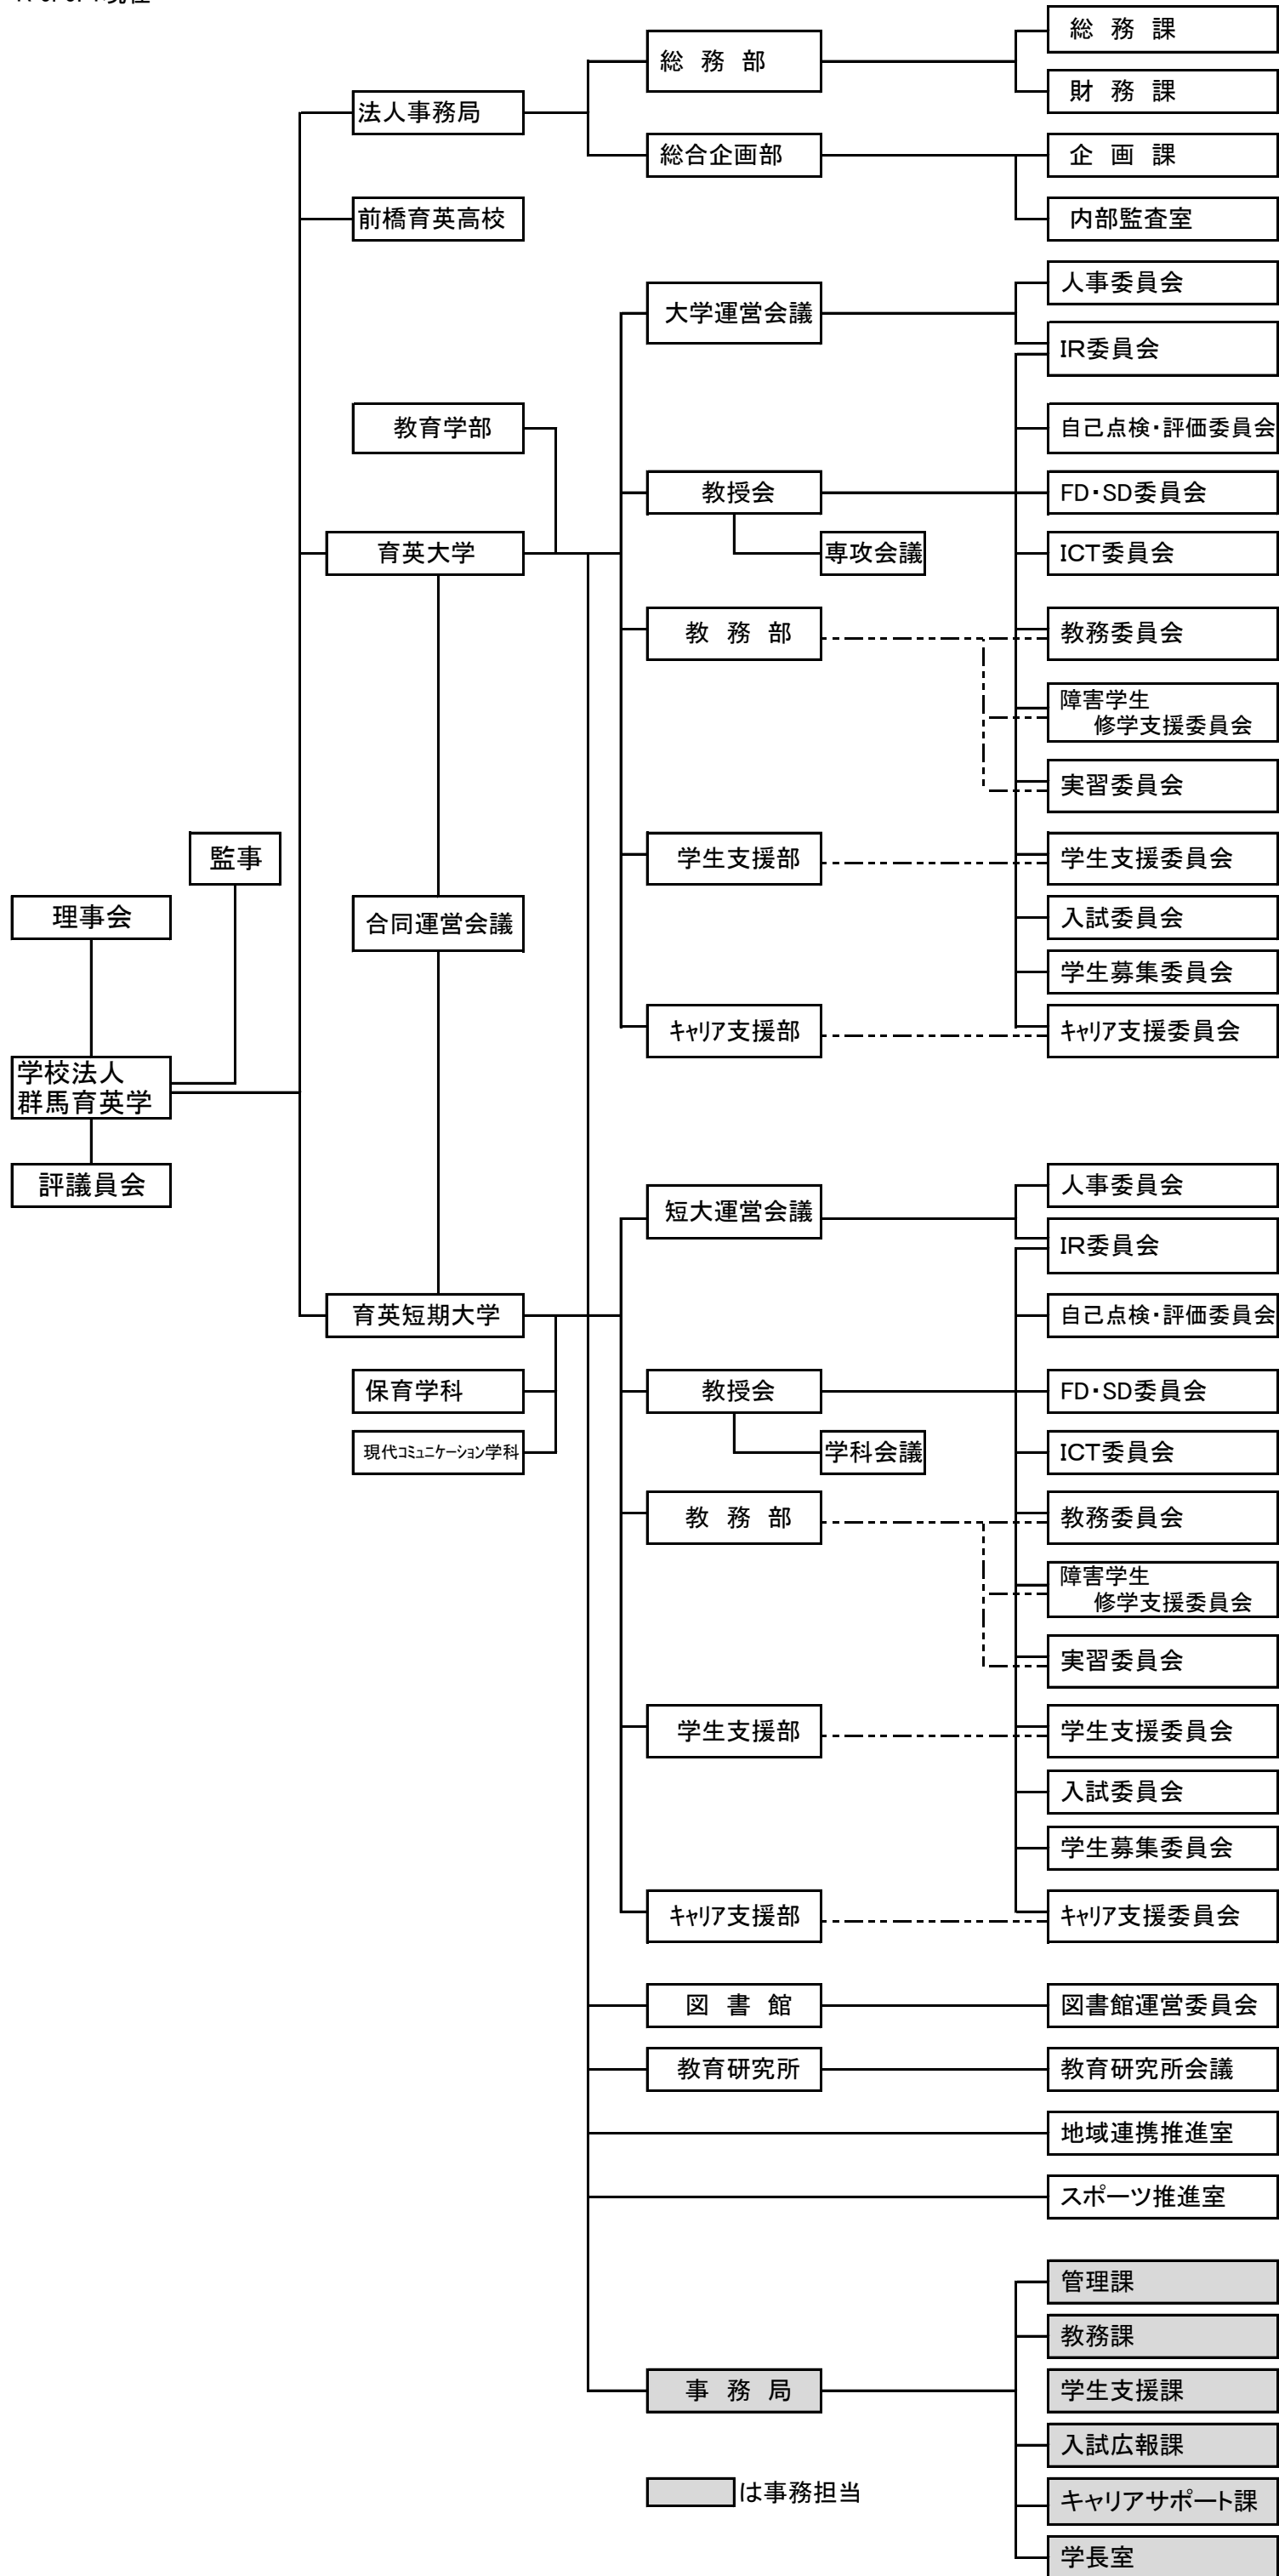 総務課
総務部
財務課
法人事務局
総合企画部
企画課
前橋育英高校
内部監査室
人事委員会
大学運営会議
IR委員会
教育学部
自己点検・評価委員会
教授会
FD・SD委員会
育英大学
専攻会議
ICT委員会
教務部
教務委員会
障害学生
修学支援委員会
実習委員会
監事
学生支援部
学生支援委員会
理事会
合同運営会議
入試委員会
学生募集委員会
ｷｬﾘｱ支援部
ｷｬﾘｱ支援委員会
学校法人
群馬育英学
評議員会
人事委員会
短大運営会議
IR委員会
育英短期大学
自己点検・評価委員会
保育学科
教授会
FD・SD委員会
現代ｺﾐｭﾆｹｰｼｮﾝ学科
学科会議
ICT委員会
教務部
教務委員会
障害学生
修学支援委員会
実習委員会
学生支援部
学生支援委員会
入試委員会
学生募集委員会
ｷｬﾘｱ支援部
ｷｬﾘｱ支援委員会
図書館
図書館運営委員会
教育研究所
教育研究所会議
地域連携推進室
スポーツ推進室
管理課
教務課
事務局
学生支援課
入試広報課
は事務担当
キャリアサポート課
学長室